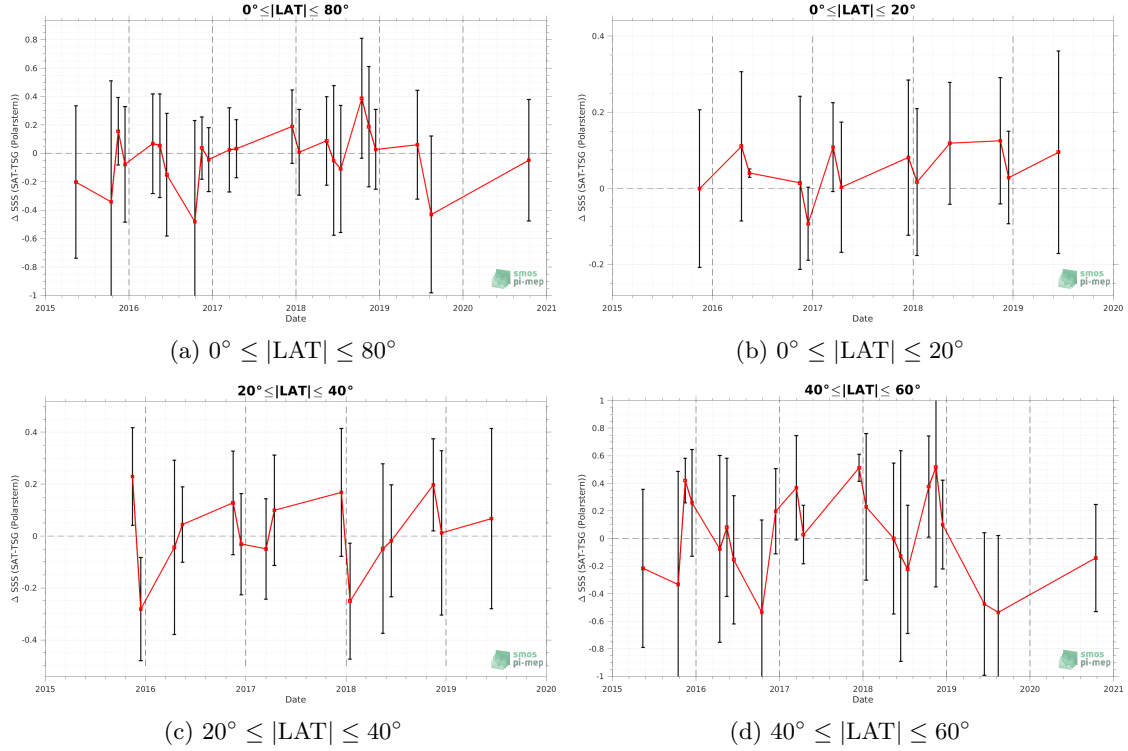 0°≤|LAT|≤ 80°
Δ SSS (SAT-TSG (Polarstern))
0.8
0.6
0.4
0.2
0
-0.2
-0.4
-0.6
-0.8
-1
2015 2016 2017 2018 2019 2020 2021
Date
smos
pi-mep
(a) 0° ≤ |LAT| ≤ 80°
0°≤|LAT|≤ 20°
Δ SSS (SAT-TSG (Polarstern))
0.4
0.2
0
-0.2
2015 2016 2017 2018 2019 2020
Date
smos
pi-mep
(b) 0° ≤ |LAT| ≤ 20°
20°≤|LAT|≤ 40°
Δ SSS (SAT-TSG (Polarstern))
0.4
0.2
0
-0.2
-0.4
2015 2016 2017 2018 2019 2020
Date
smos
pi-mep
(c) 20° ≤ |LAT| ≤ 40°
40°≤|LAT|≤ 60°
Δ SSS (SAT-TSG (Polarstern))
1
0.8
0.6
0.4
0.2
0
-0.2
-0.4
-0.6
-0.8
-1
2015 2016 2017 2018 2019 2020 2021
Date
smos
pi-mep
(d) 40° ≤ |LAT| ≤ 60°